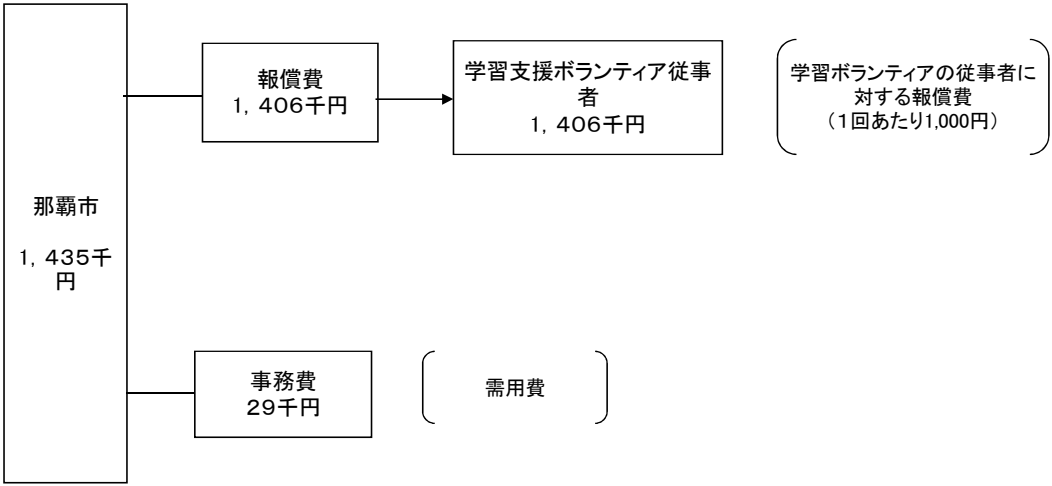 那覇市
1，435千
円
報償費
1，406千円
学習支援ボランティア従事
者
1，406千円
学習ボランティアの従事者に
対する報償費
（１回あたり1,000円）
事務費
29千円
需用費